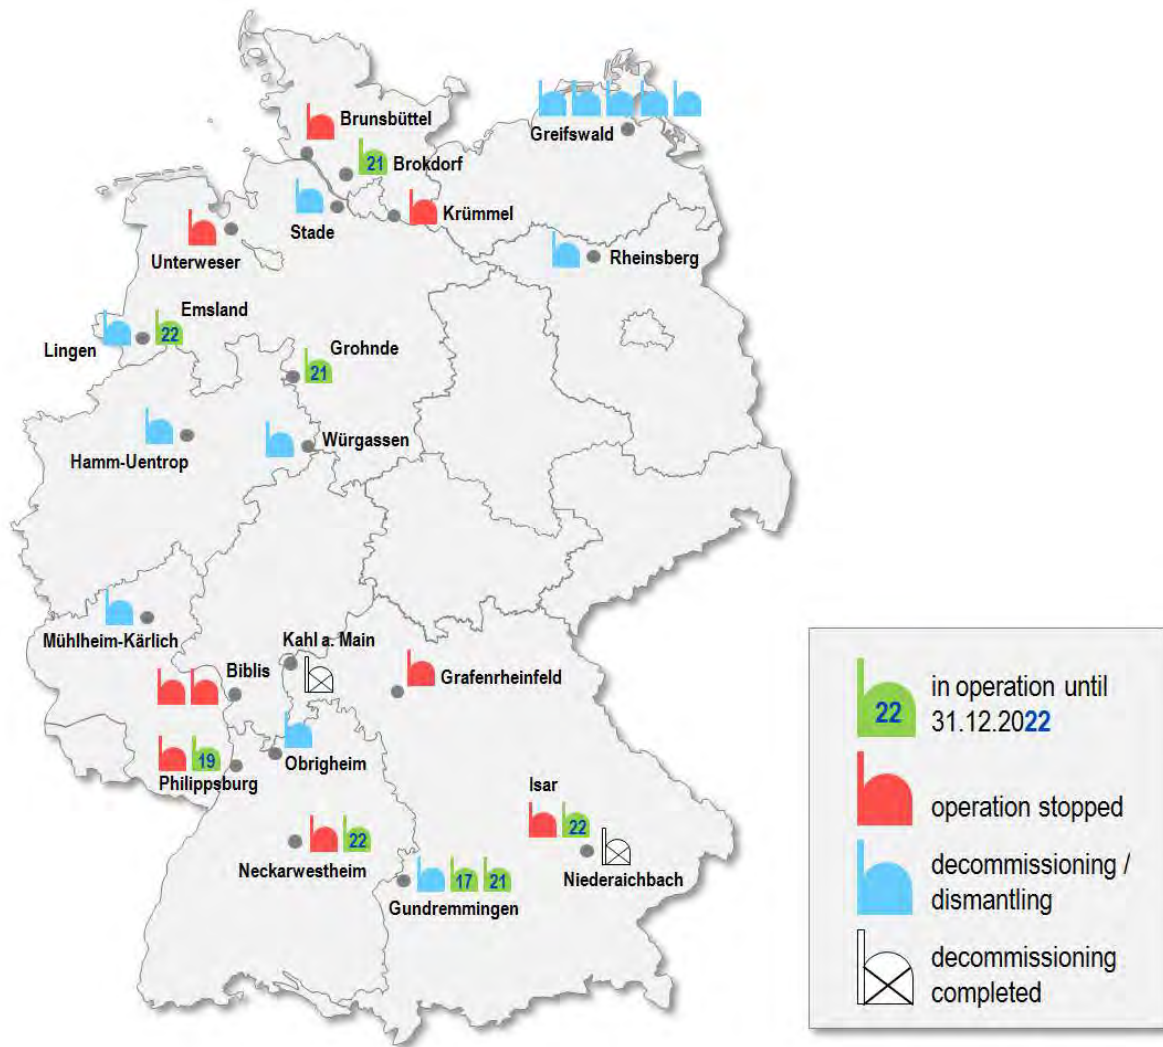 Brunsbüttel
21
Brokdorf
Greifswald
Krümmel
Stade
Unterweser
Rheinsberg
Emsland
22
Lingen
Grohnde
21
Würgassen
Hamm-Uentrop
Mühlheim-Kärlich
Kahl a. Main
Biblis
Grafenrheinfeld
19
Obrigheim
Philippsburg
Isar
22
22
Neckarwestheim
Niederaichbach
17 21
Gundremmingen
22
in operation until
31.12.2022
operation stopped
decommissioning /
dismantling
decommissioning
completed